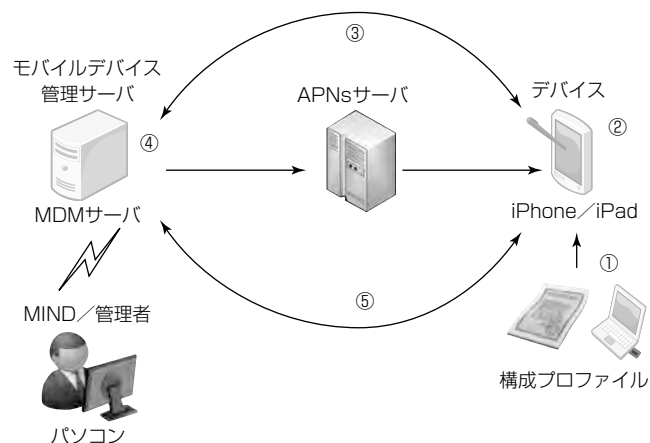 ③
モバイルデバイス
管理サーバ
APNsサーバ
デバイス
④
②
MDMサーバ
iPhone／iPad
①
MIND／管理者
⑤
構成プロファイル
パソコン